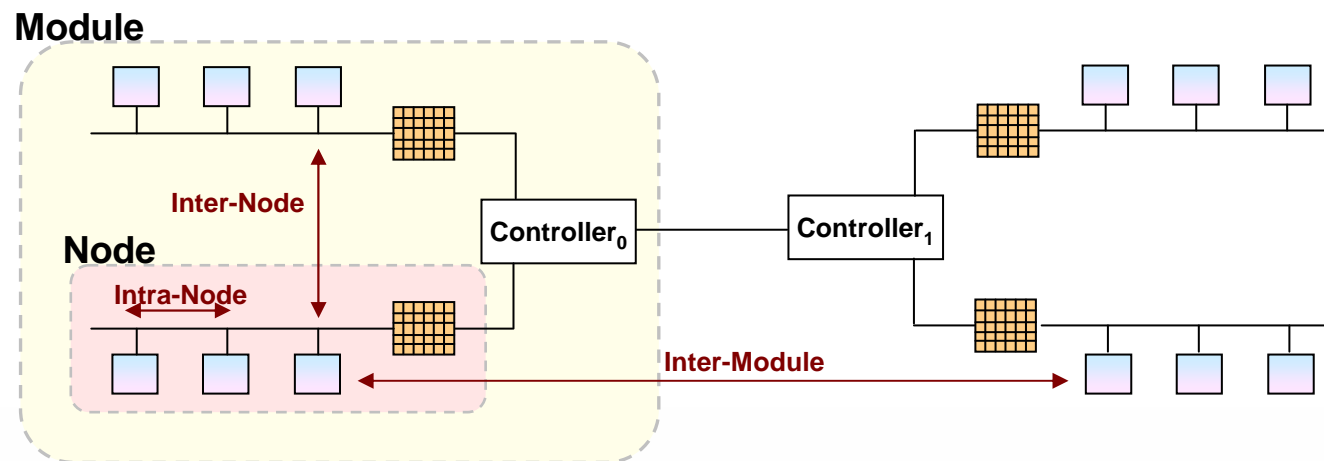 Module
Inter-Node
Controller₀
Controller₁
Node
Intra-Node
Inter-Module